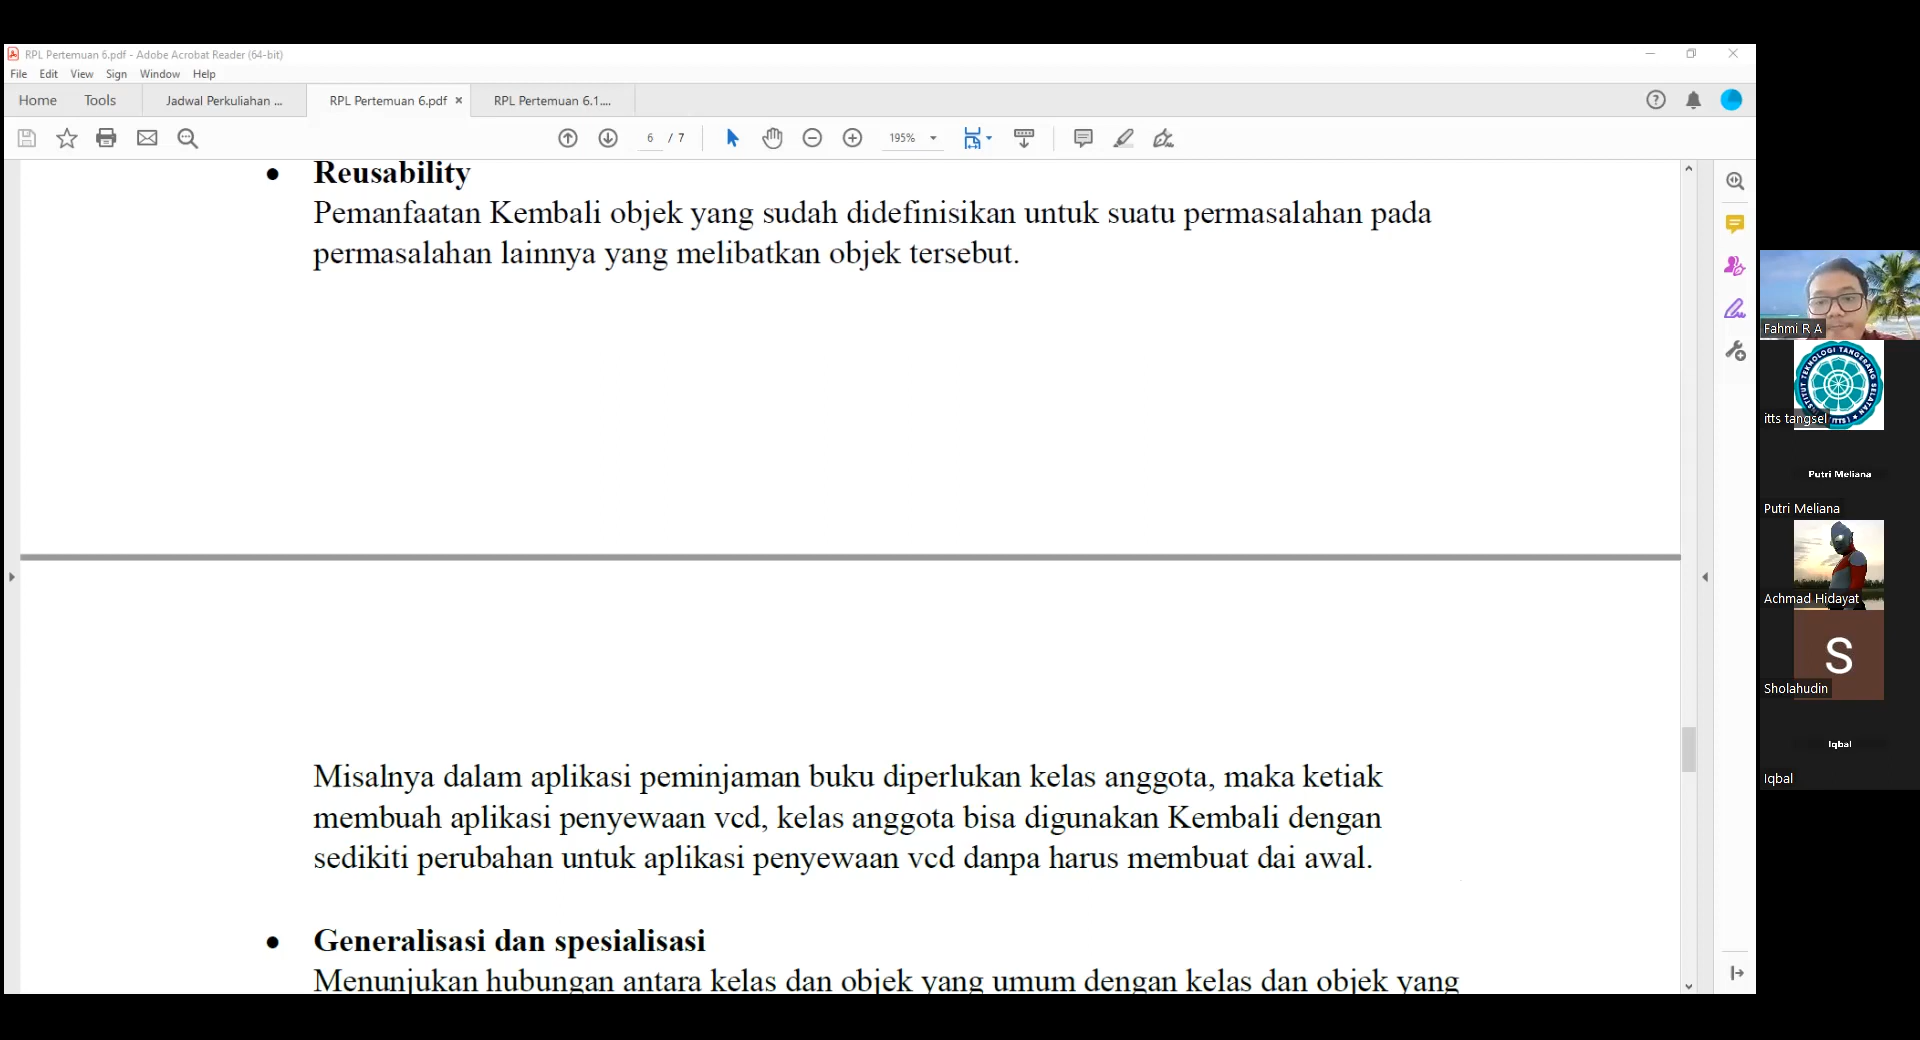 RPL Pertemuan 6.pdf - Adobe Acrobat Reader (64-bit)
File Edit View Sign Window Help
Home Tools Jadwal Perkuliahan ... RPL Pertemuan 6.pdf × RPL Pertemuan 6.1....
6 / 7 195%
Reusability
Pemanfaatan Kembali objek yang sudah didefinisikan untuk suatu permasalahan pada
permasalahan lainnya yang melibatkan objek tersebut.
Misalnya dalam aplikasi peminjaman buku diperlukan kelas anggota, maka ketiak
membuah aplikasi penyewaan vcd, kelas anggota bisa digunakan Kembali dengan
sedikiti perubahan untuk aplikasi penyewaan vcd danpa harus membuat dai awal.
Generalisasi dan spesialisasi
Menunjukan hubungan antara kelas dan objek yang umum dengan kelas dan objek yang
Fahmi R A
INSTITUT TEKNOLOGI TANGERANG SELATAN
itts tangsel
Putri Meliana
Putri Meliana
Achmad Hidayat
S
Sholahudin
Iqbal
Iqbal